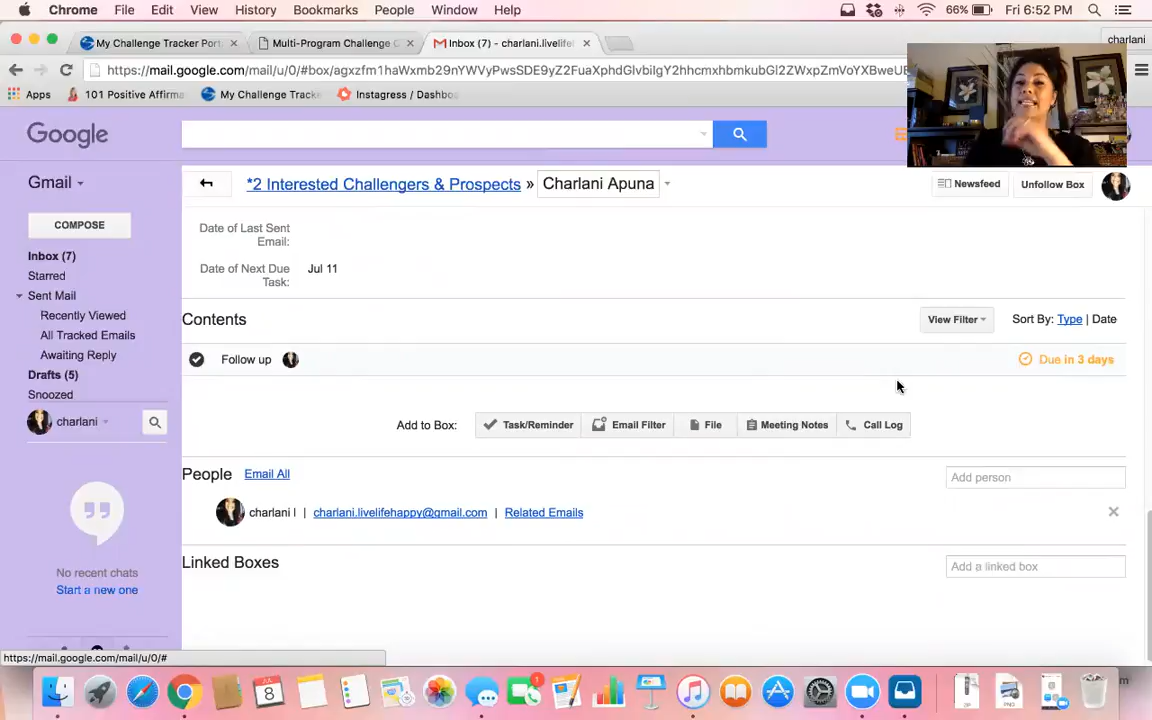 Chrome File Edit View History Bookmarks People Window Help 66% Fri 6:52 PM
My Challenge Tracker Port Multi-Program Challenge C Inbox (7) - charlani.livelife charlani
https://mail.google.com/mail/u/0/#box/agxzfm1haWxmb29nYWVyPwsSDE9yZ2FuaXphdGlvbilgY2hhcmxhbmkubGl2ZWxpZmVoYXBweUE
Apps 101 Positive Affirma My Challenge Tracke Instagress / Dashbo
Google
Gmail *2 Interested Challengers & Prospects » Charlani Apuna Newsfeed Unfollow Box
COMPOSE
Date of Last Sent
Email:
Inbox (7)
Starred
Date of Next Due Jul 11
Task:
Sent Mail
Recently Viewed
Contents View Filter Sort By: Type | Date
All Tracked Emails
Awaiting Reply
Follow up Due in 3 days
Drafts (5)
Snoozed
charlani
Add to Box: Task/Reminder Email Filter File Meeting Notes Call Log
People Email All Add person
charlani l | charlani.livelifehappy@gmail.com | Related Emails
Linked Boxes Add a linked box
No recent chats
Start a new one
https://mail.google.com/mail/u/0/#
1
8